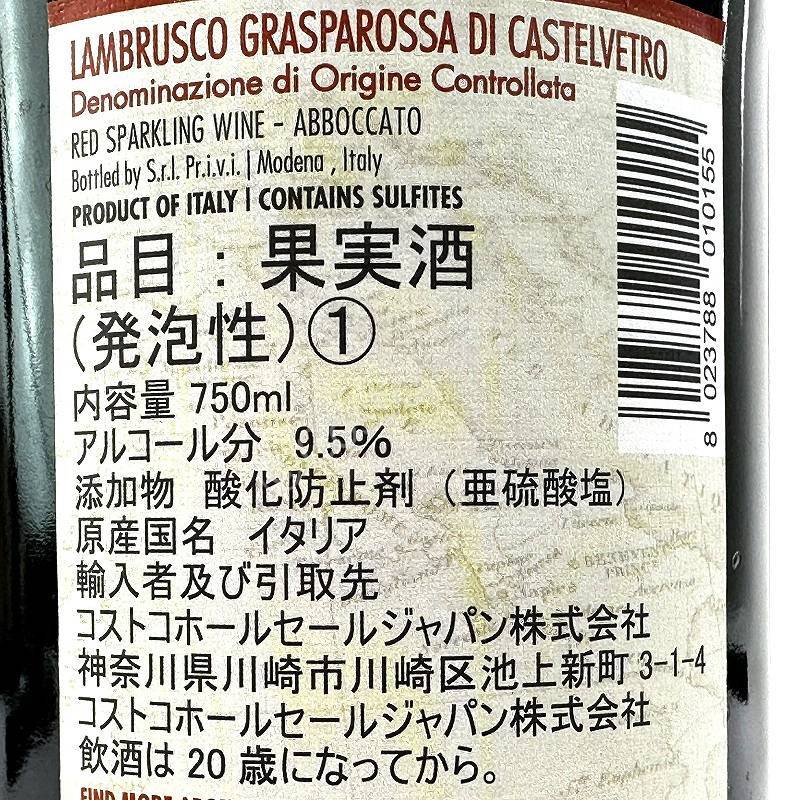 LAMBRUSCO GRASPAROSSA DI CASTELVETRO
Denominazione di Origine Controllata
RED SPARKLING WINE - ABBOCCATO
Bottled by S.r.l. Pr.i.v.i. | Modena , Italy
PRODUCT OF ITALY | CONTAINS SULFITES
品目 : 果実酒
(発泡性)①
内容量 750ml
アルコール分 9.5%
添加物 酸化防止剤 (亜硫酸塩)
原産国名 イタリア
輸入者及び引取先
コストコホールセールジャパン株式会社
神奈川県川崎市川崎区池上新町 3-1-4
コストコホールセールジャパン株式会社
飲酒は 20 歳になってから。
FIND MORE
8 023788 010155